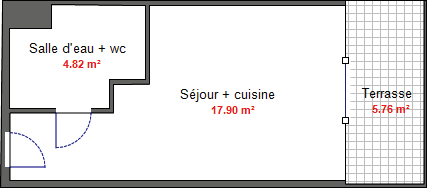 Salle d'eau + wc
4.82 m²
Séjour + cuisine
17.90 m²
Terrasse
5.76 m²